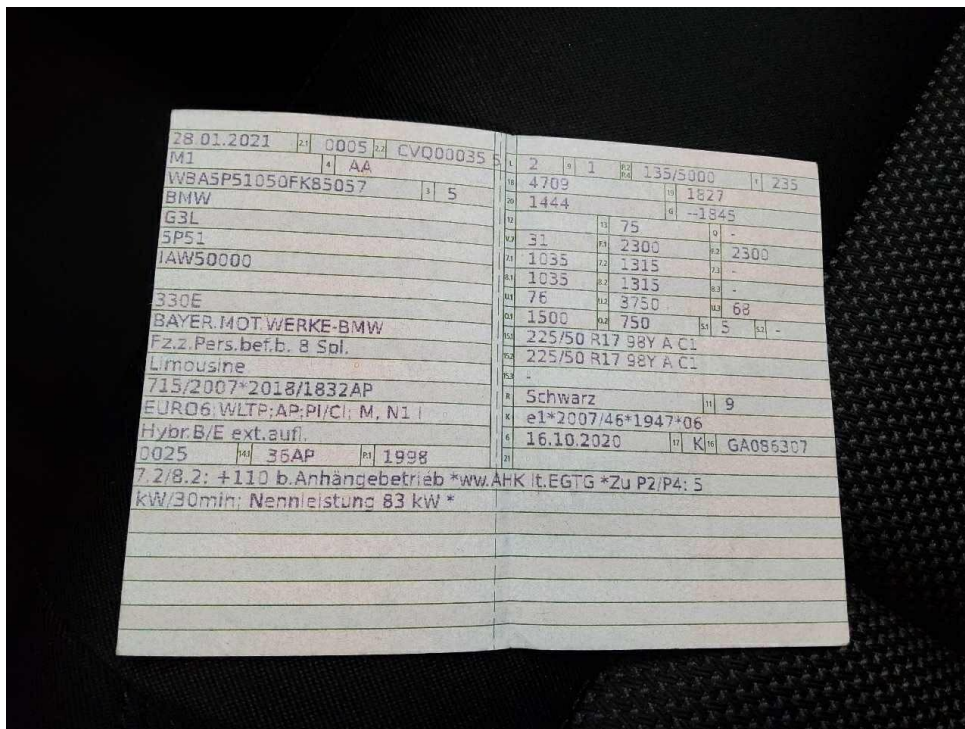 28.01.2021 2.1 0005 2.2 CVQ00035 5
M1 4 AA
WBA5P51050FK85057 3 5
BMW
G3L
5P51
IAW50000
330E
BAYER.MOT.WERKE-BMW
Fz.z.Pers.bef.b. 8 Spl.
Limousine
715/2007*2018/1832AP
EURO6;WLTP;AP;PI/CI; M, N1 I
Hybr.B/E ext.aufl.
0025 14.1 36AP P.1 1998
L 2 9 1 P.2 P.4 135/5000 T 235
18 4709 19 1827
20 1444 G --1845
12 13 75 Q -
V.7 31 F.1 2300 F.2 2300
7.1 1035 7.2 1315 7.3 -
8.1 1035 8.2 1315 8.3 -
U.1 76 U.2 3750 U.3 68
O.1 1500 O.2 750 S.1 5 S.2 -
15.1 225/50 R17 98Y A C1
15.2 225/50 R17 98Y A C1
15.3 -
R Schwarz 11 9
K e1*2007/46*1947*06
6 16.10.2020 17 K 16 GA086307
21
7.2/8.2: +110 b.Anhängebetrieb *ww.AHK lt.EGTG *Zu P2/P4: 5
kW/30min; Nennleistung 83 kW *